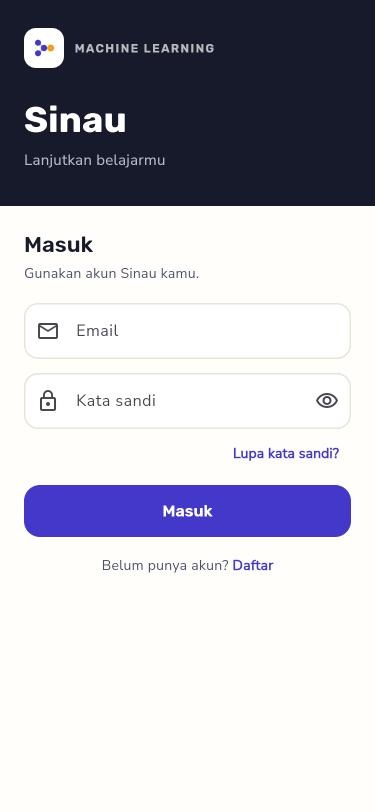 MACHINE LEARNING
Sinau
Lanjutkan belajarmu
Masuk
Gunakan akun Sinau kamu.
Email
Kata sandi
Lupa kata sandi?
Masuk
Belum punya akun? Daftar